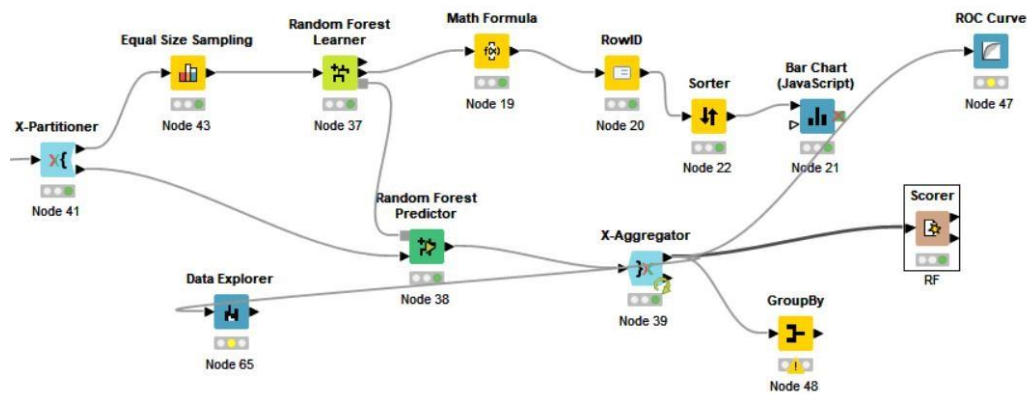 Random Forest
Learner
Math Formula
ROC Curve
Equal Size Sampling
RowID
Bar Chart
(JavaScript)
Sorter
f(x)
Node 19
Node 47
Node 43
Node 37
Node 20
X-Partitioner
Node 22
Node 21
X{
Node 41
Random Forest
Predictor
Scorer
X-Aggregator
}X
Data Explorer
Node 38
RF
GroupBy
Node 39
Node 65
Node 48